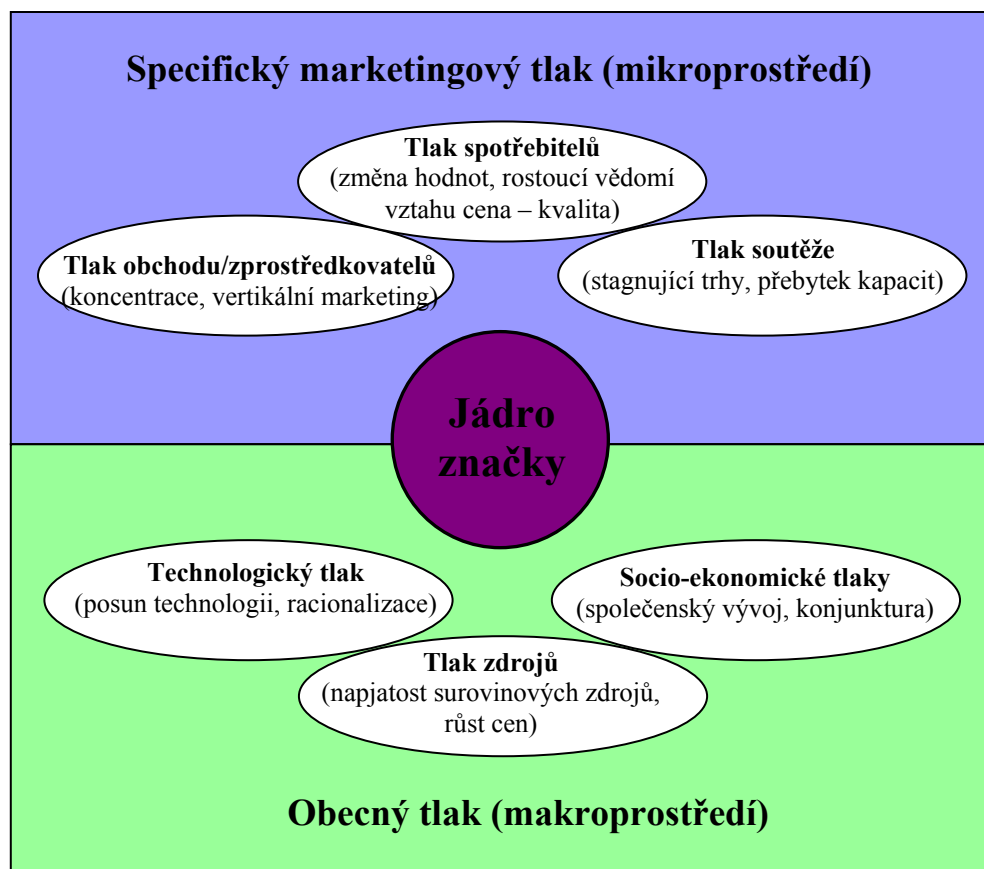 Specifický marketingový tlak (mikroprostředí)
Tlak spotřebitelů
(změna hodnot, rostoucí vědomí
vztahu cena – kvalita)
Tlak obchodu/zprostředkovatelů
(koncentrace, vertikální marketing)
Tlak soutěže
(stagnující trhy, přebytek kapacit)
Jádro
značky
Technologický tlak
(posun technologii, racionalizace)
Socio-ekonomické tlaky
(společenský vývoj, konjunktura)
Tlak zdrojů
(napjatost surovinových zdrojů,
růst cen)
Obecný tlak (makroprostředí)